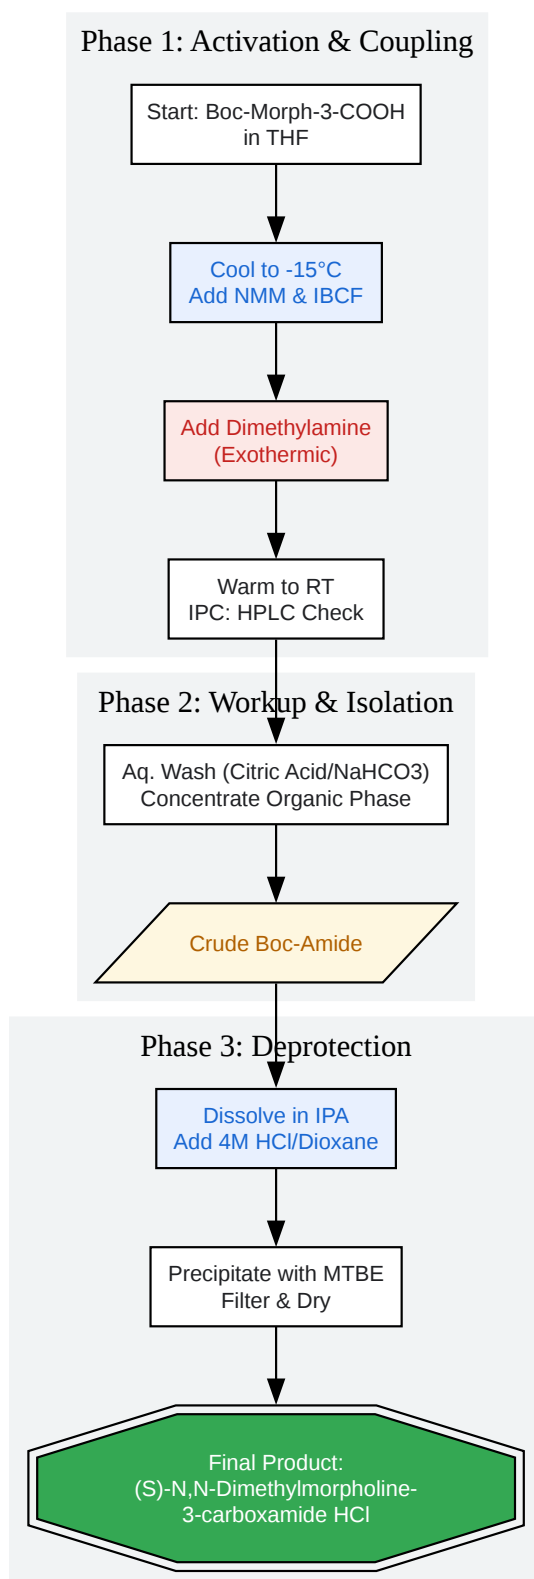 Phase 1: Activation & Coupling
Start: Boc-Morph-3-COOH
in THF
Cool to -15°C
Add NMM & IBCF
Add Dimethylamine
(Exothermic)
Warm to RT
IPC: HPLC Check
Phase 2: Workup & Isolation
Aq. Wash (Citric Acid/NaHCO3)
Concentrate Organic Phase
Crude Boc-Amide
Phase 3: Deprotection
Dissolve in IPA
Add 4M HCl/Dioxane
Precipitate with MTBE
Filter & Dry
Final Product:
(S)-N,N-Dimethylmorpholine-
3-carboxamide HCl